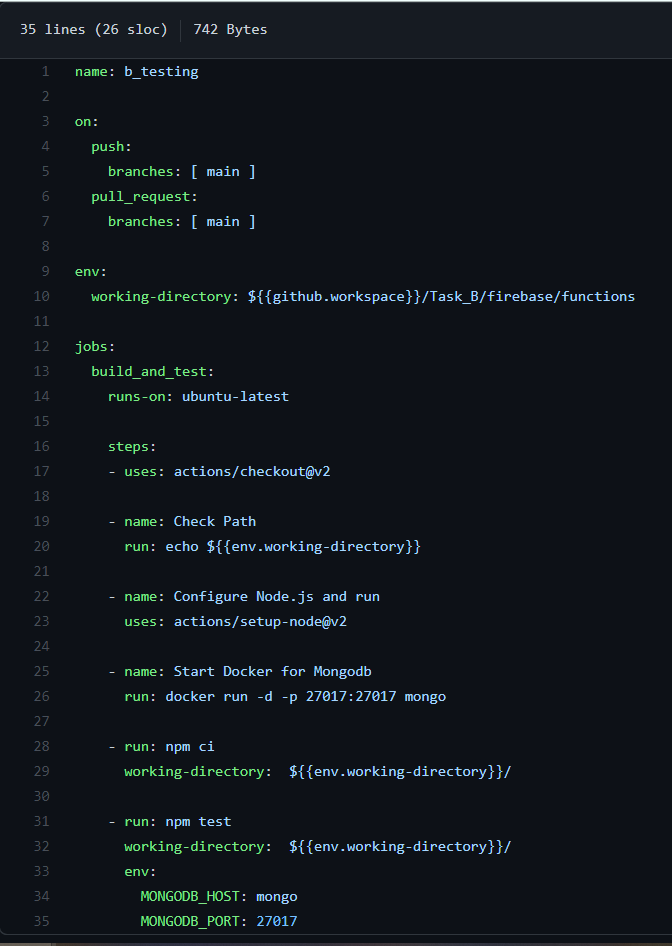 35 lines (26 sloc) 742 Bytes
1 name: b_testing
2
3 on:
4   push:
5     branches: [ main ]
6   pull_request:
7     branches: [ main ]
8
9 env:
10   working-directory: ${{github.workspace}}/Task_B/firebase/functions
11
12 jobs:
13   build_and_test:
14     runs-on: ubuntu-latest
15
16     steps:
17     - uses: actions/checkout@v2
18
19     - name: Check Path
20       run: echo ${{env.working-directory}}
21
22     - name: Configure Node.js and run
23       uses: actions/setup-node@v2
24
25     - name: Start Docker for Mongodb
26       run: docker run -d -p 27017:27017 mongo
27
28     - run: npm ci
29       working-directory:  ${{env.working-directory}}/
30
31     - run: npm test
32       working-directory:  ${{env.working-directory}}/
33       env:
34         MONGODB_HOST: mongo
35         MONGODB_PORT: 27017